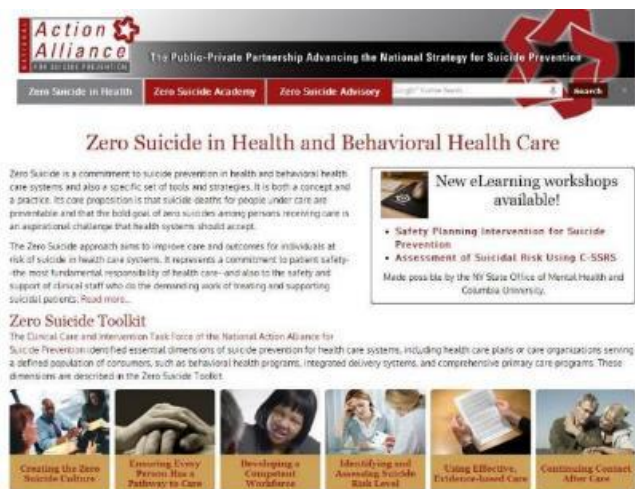 NATIONAL
Action
Alliance
FOR SUICIDE PREVENTION
The Public-Private Partnership Advancing the National Strategy for Suicide Prevention
Zero Suicide in Health
Zero Suicide Academy
Zero Suicide Advisory
Google™ Custom Search
Search
Zero Suicide in Health and Behavioral Health Care
Zero Suicide is a commitment to suicide prevention in health and behavioral health
care systems and also a specific set of tools and strategies. It is both a concept and
a practice. Its core proposition is that suicide deaths for people under care are
preventable and that the bold goal of zero suicides among persons receiving care is
an aspirational challenge that health systems should accept.
The Zero Suicide approach aims to improve care and outcomes for individuals at
risk of suicide in health care systems. It represents a commitment to patient safety-
-the most fundamental responsibility of health care--and also to the safety and
support of clinical staff who do the demanding work of treating and supporting
suicidal patients. Read more...
New eLearning workshops
available!
• Safety Planning Intervention for Suicide
Prevention
• Assessment of Suicidal Risk Using C-SSRS
Made possible by the NY State Office of Mental Health and
Columbia University.
Zero Suicide Toolkit
The Clinical Care and Intervention Task Force of the National Action Alliance for
Suicide Prevention identified essential dimensions of suicide prevention for health care systems, including health care plans or care organizations serving
a defined population of consumers, such as behavioral health programs, integrated delivery systems, and comprehensive primary care programs. These
dimensions are described in the Zero Suicide Toolkit
Creating the Zero
Suicide Culture
Ensuring Every
Person Has a
Pathway to Care
Developing a
Competent
Workforce
Identifying and
Assessing Suicide
Risk Level
Using Effective,
Evidence-based Care
Continuing Contact
After Care